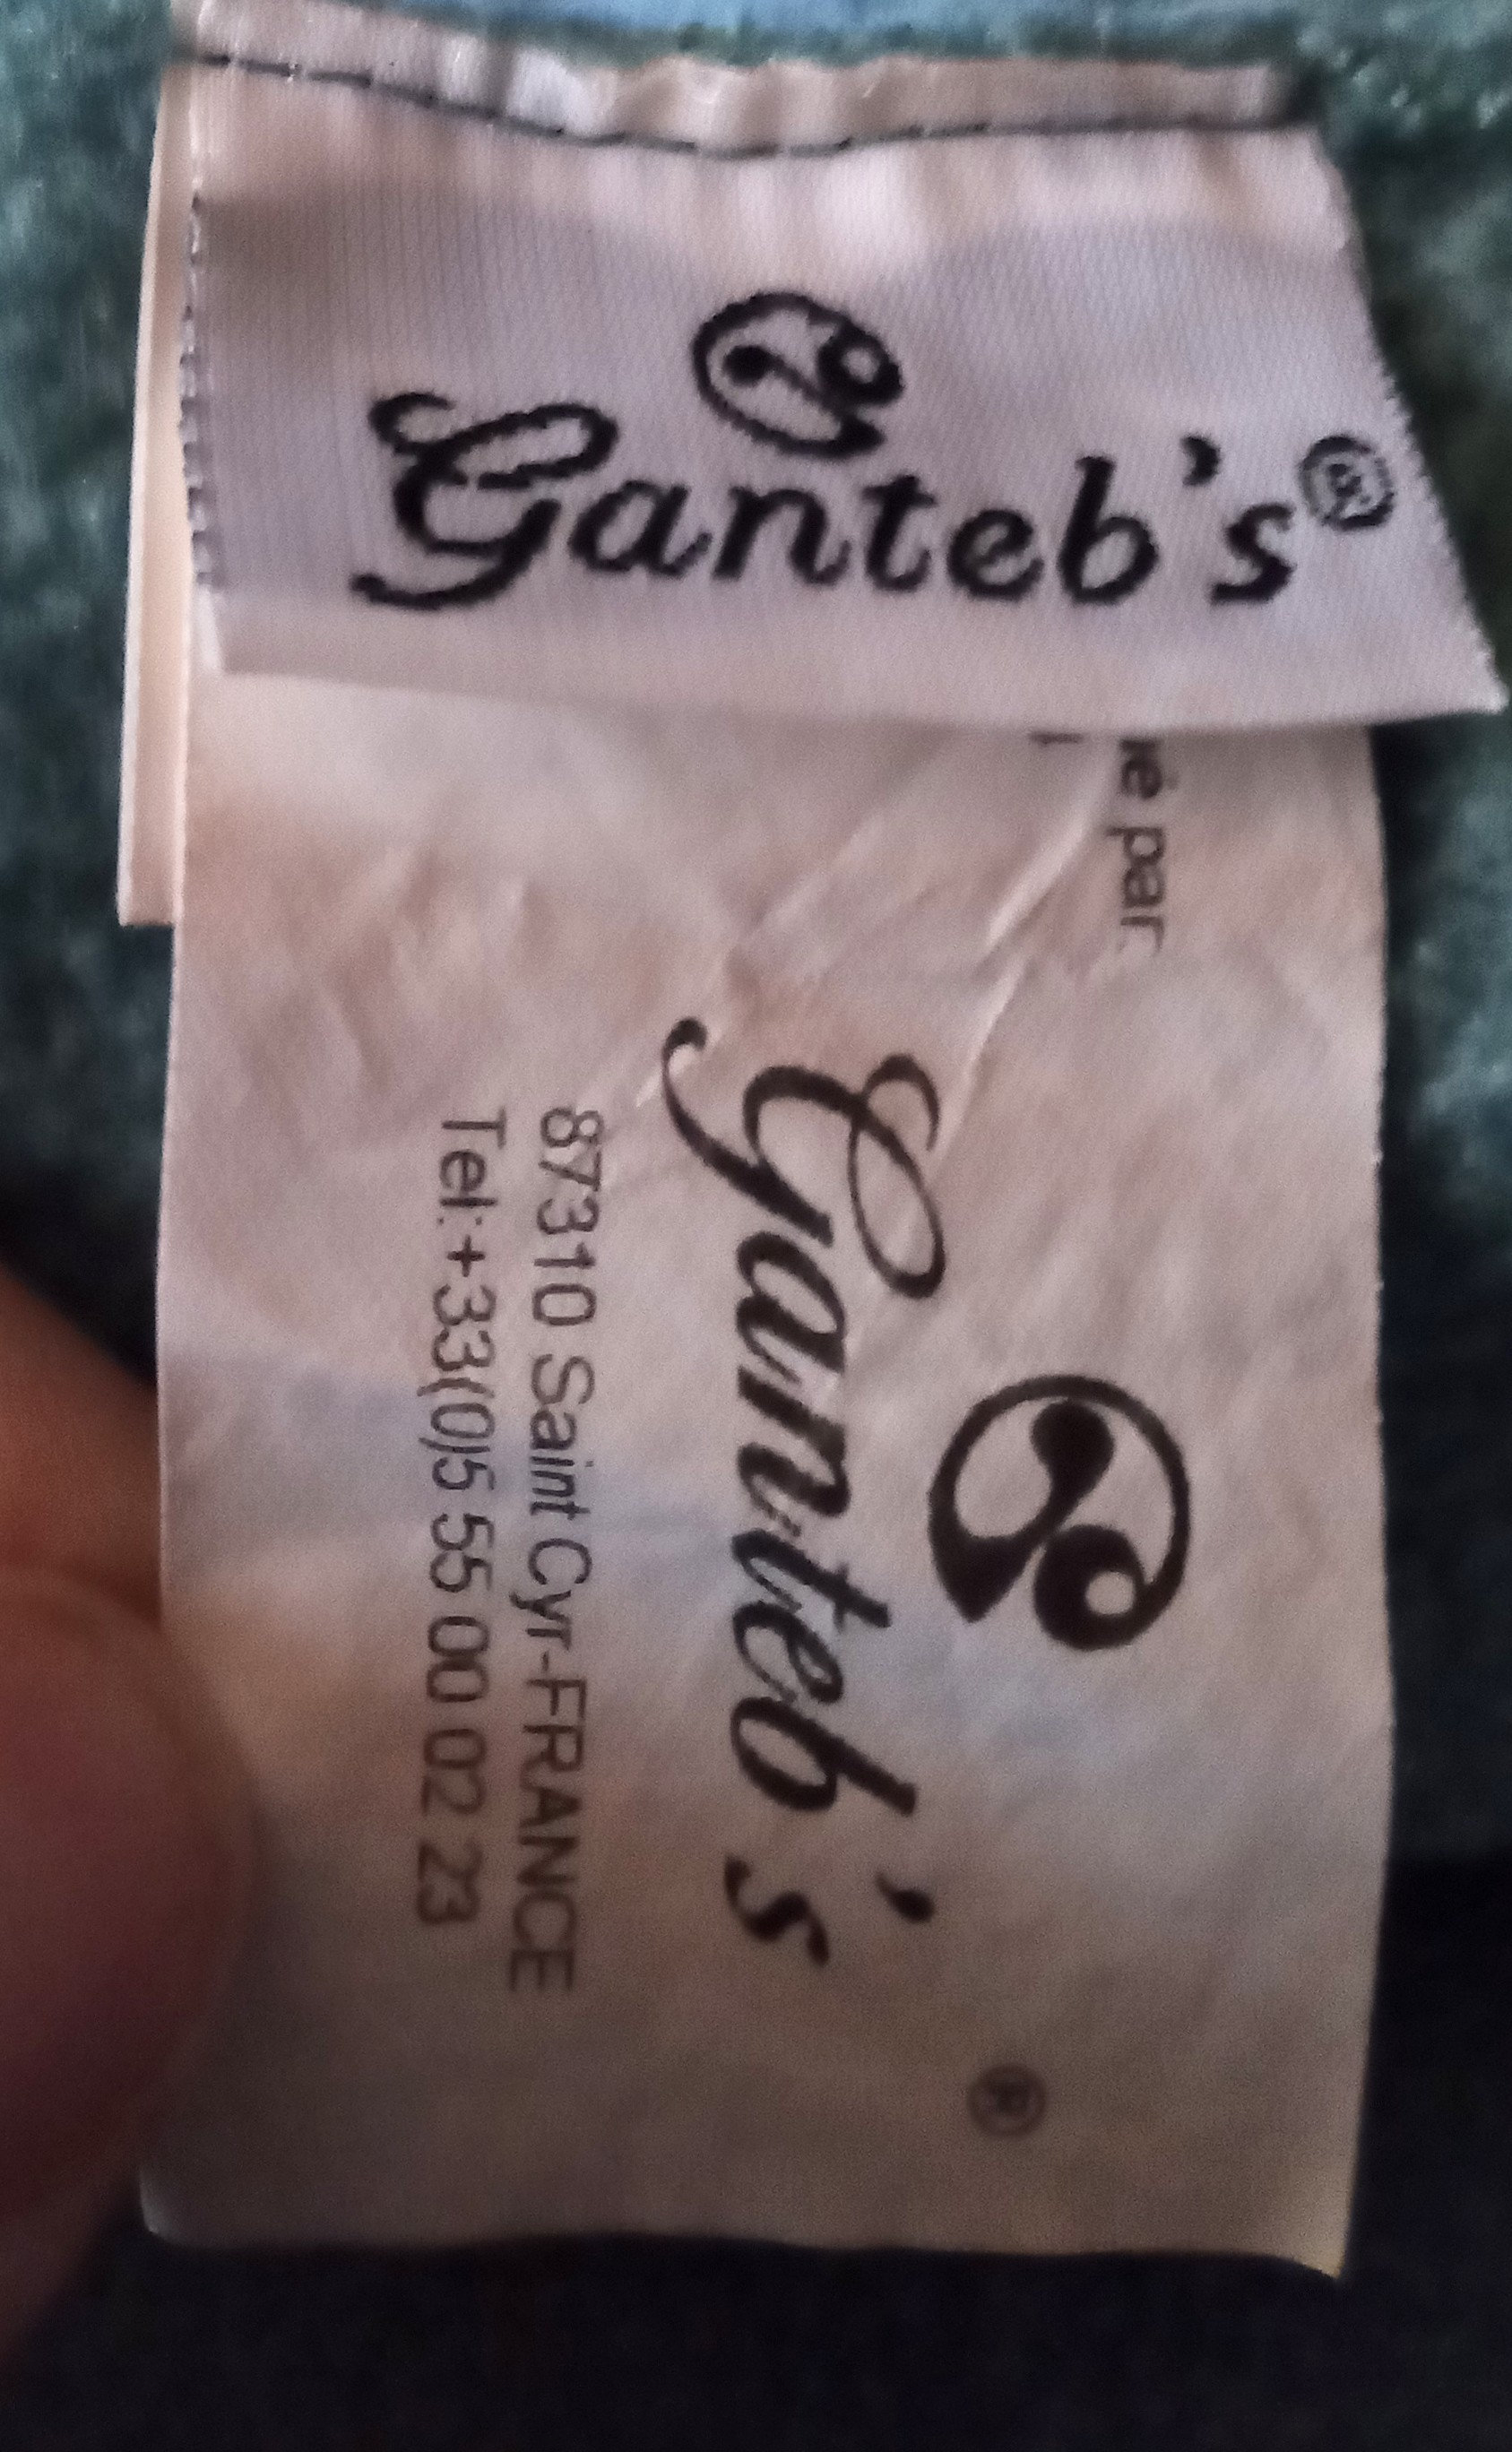 Ganteb's®
par:
Ganteb's
®
87310 Saint Cyr-FRANCE
Tel:+33(0)5 55 00 02 23